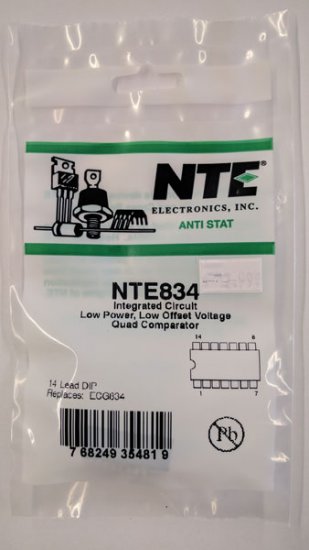 NTE®
ELECTRONICS, INC.
ANTI STAT
NTE834
Integrated Circuit
Low Power, Low Offset Voltage
Quad Comparator
14 8
1 7
14 Lead DIP
Replaces: ECG834
Pb
7 68249 35481 9